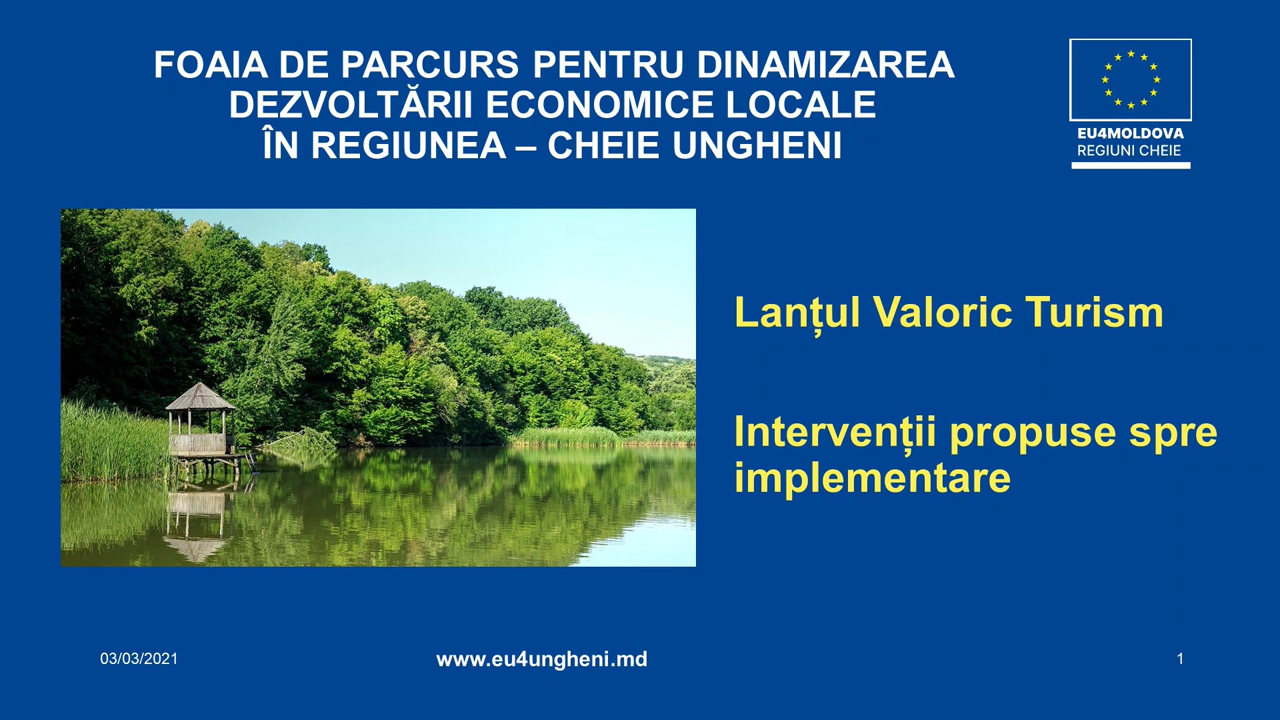 FOAIA DE PARCURS PENTRU DINAMIZAREA
DEZVOLTĂRII ECONOMICE LOCALE
ÎN REGIUNEA – CHEIE UNGHENI
EU4MOLDOVA
REGIUNI CHEIE
Lanțul Valoric Turism
Intervenții propuse spre
implementare
03/03/2021
www.eu4ungheni.md
1